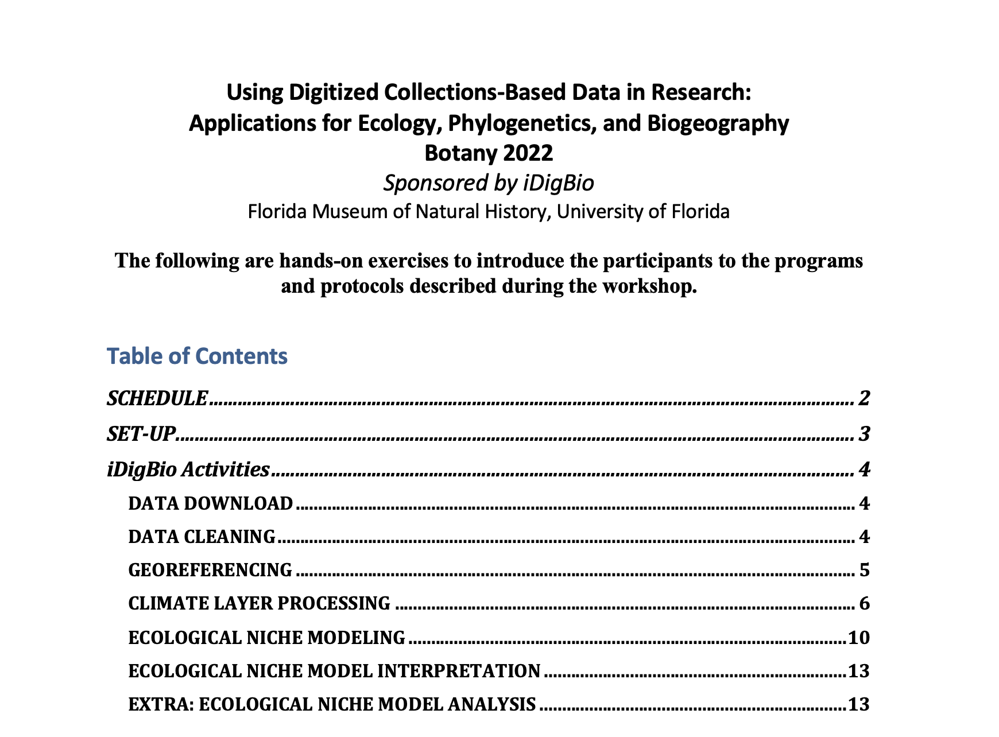 Using Digitized Collections-Based Data in Research:
Applications for Ecology, Phylogenetics, and Biogeography
Botany 2022
Sponsored by iDigBio
Florida Museum of Natural History, University of Florida
The following are hands-on exercises to introduce the participants to the programs
and protocols described during the workshop.
Table of Contents
SCHEDULE 2
SET-UP 3
iDigBio Activities 4
DATA DOWNLOAD 4
DATA CLEANING 4
GEOREFERENCING 5
CLIMATE LAYER PROCESSING 6
ECOLOGICAL NICHE MODELING 10
ECOLOGICAL NICHE MODEL INTERPRETATION 13
EXTRA: ECOLOGICAL NICHE MODEL ANALYSIS 13